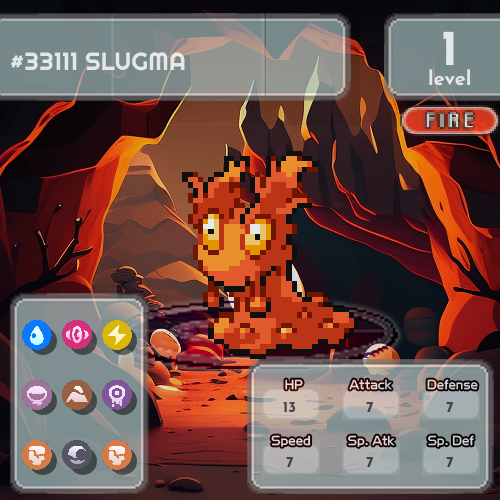 #33111 SLUGMA
1
level
FIRE
HP Attack Defense
13 7 7
Speed Sp. Atk Sp. Def
7 7 7